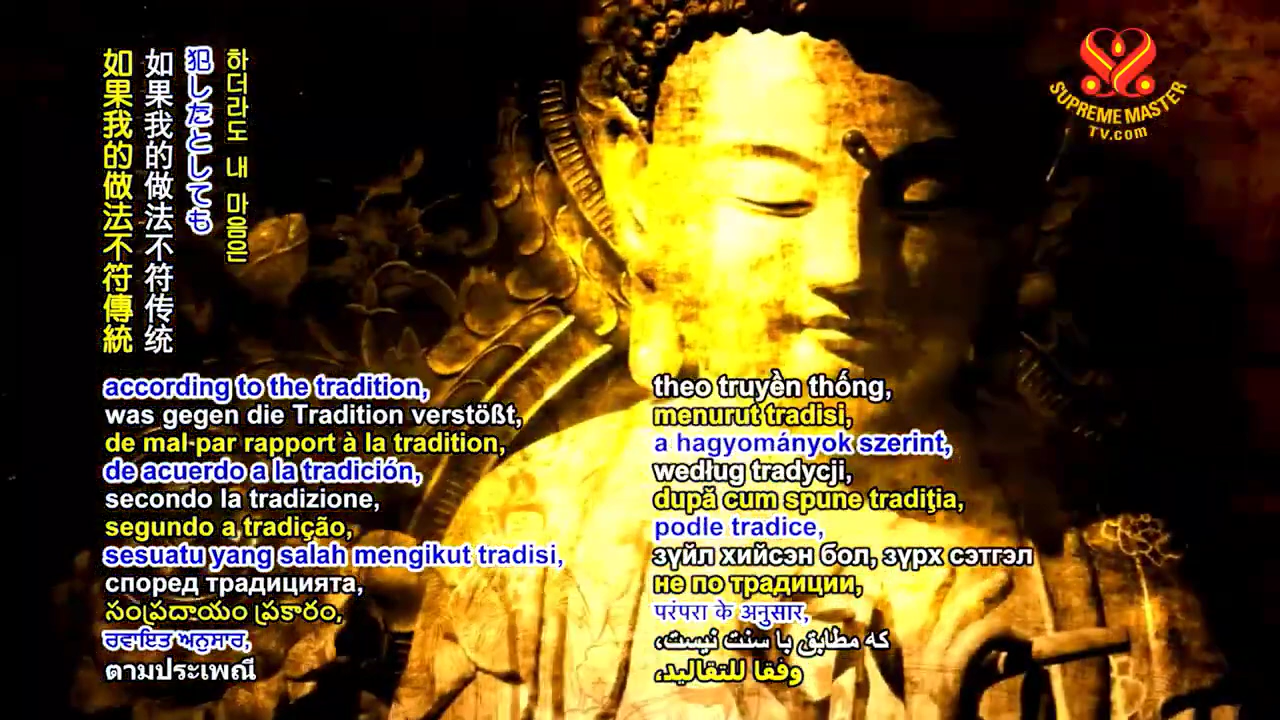 하더라도 내 마음은
犯したとしても
如果我的做法不符传统
如果我的做法不符傳統
SUPREME MASTER
TV.com
according to the tradition,
was gegen die Tradition verstößt,
de mal par rapport à la tradition,
de acuerdo a la tradición,
secondo la tradizione,
segundo a tradição,
sesuatu yang salah mengikut tradisi,
според традицията,
సంప్రదాయం ప్రకారం,
ਰਵਾਇਤ ਅਨੁਸਾਰ,
ตามประเพณี
theo truyền thống,
menurut tradisi,
a hagyományok szerint,
według tradycji,
după cum spune tradiţia,
podle tradice,
зүйл хийсэн бол, зүрх сэтгэл
не по традиции,
परंपरा के अनुसार,
که مطابق با سنت نیست،
وفقا للتقاليد،